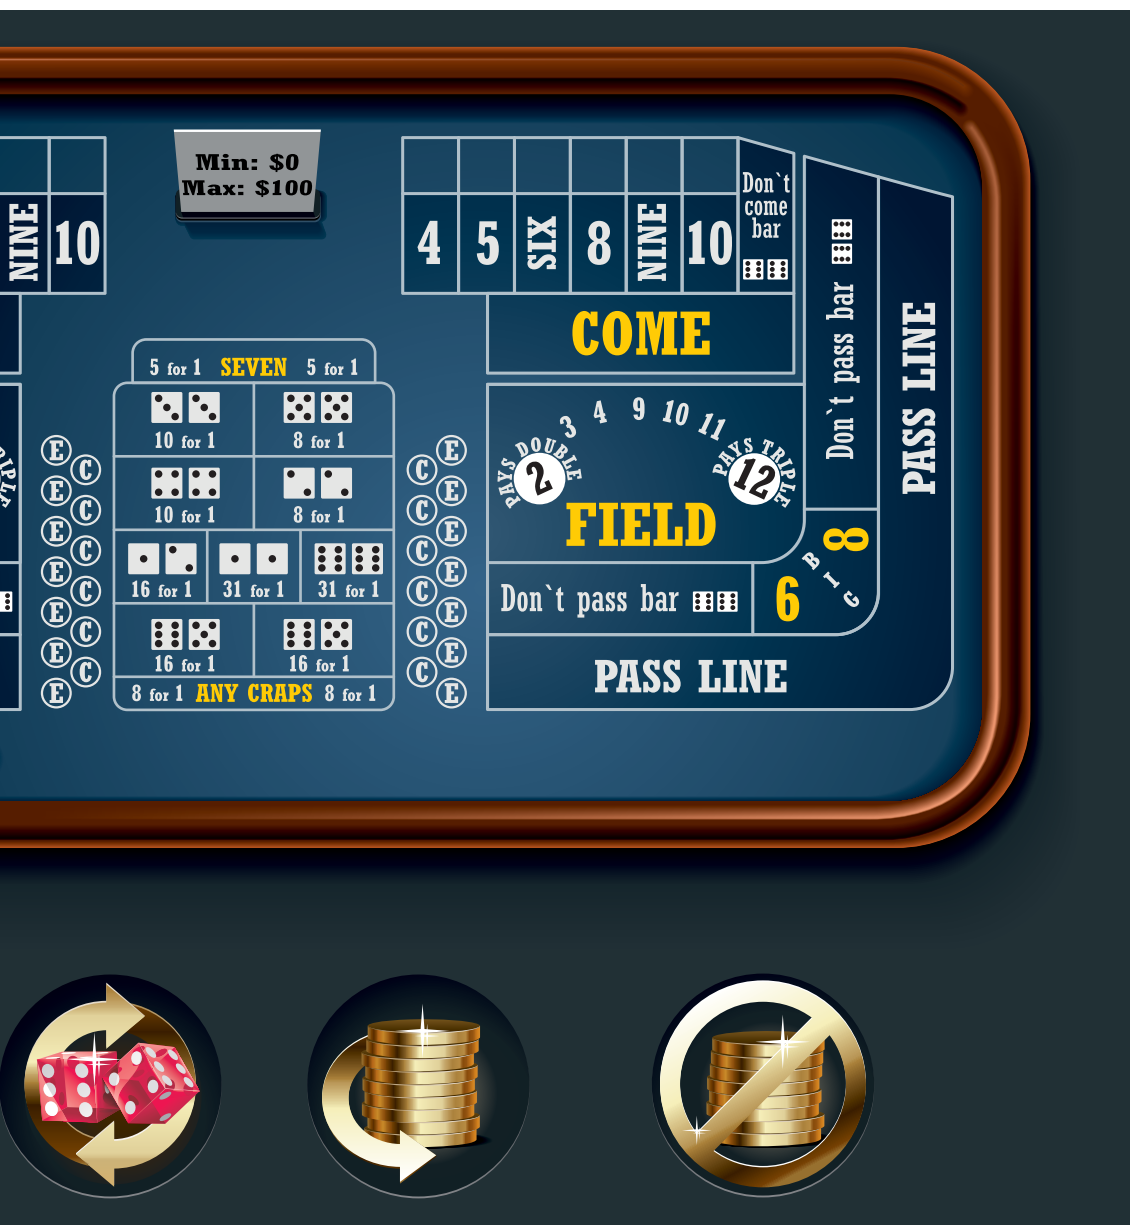 Min: $0
Max: $100
NINE 10
4 5 SIX 8 NINE 10
Don`t
come
bar
Don`t pass bar
PASS LINE
COME
5 for 1 SEVEN 5 for 1
10 for 1 8 for 1
10 for 1 8 for 1
16 for 1 31 for 1 31 for 1
16 for 1 16 for 1
8 for 1 ANY CRAPS 8 for 1
E
C
E
C
E
C
E
C
E
C
E
C
E
E
C
E
C
E
C
E
C
E
C
E
C
E
3 4 9 10 11
PAYS DOUBLE
2
PAYS TRIPLE
12
FIELD
Don`t pass bar
6 BIG 8
PASS LINE